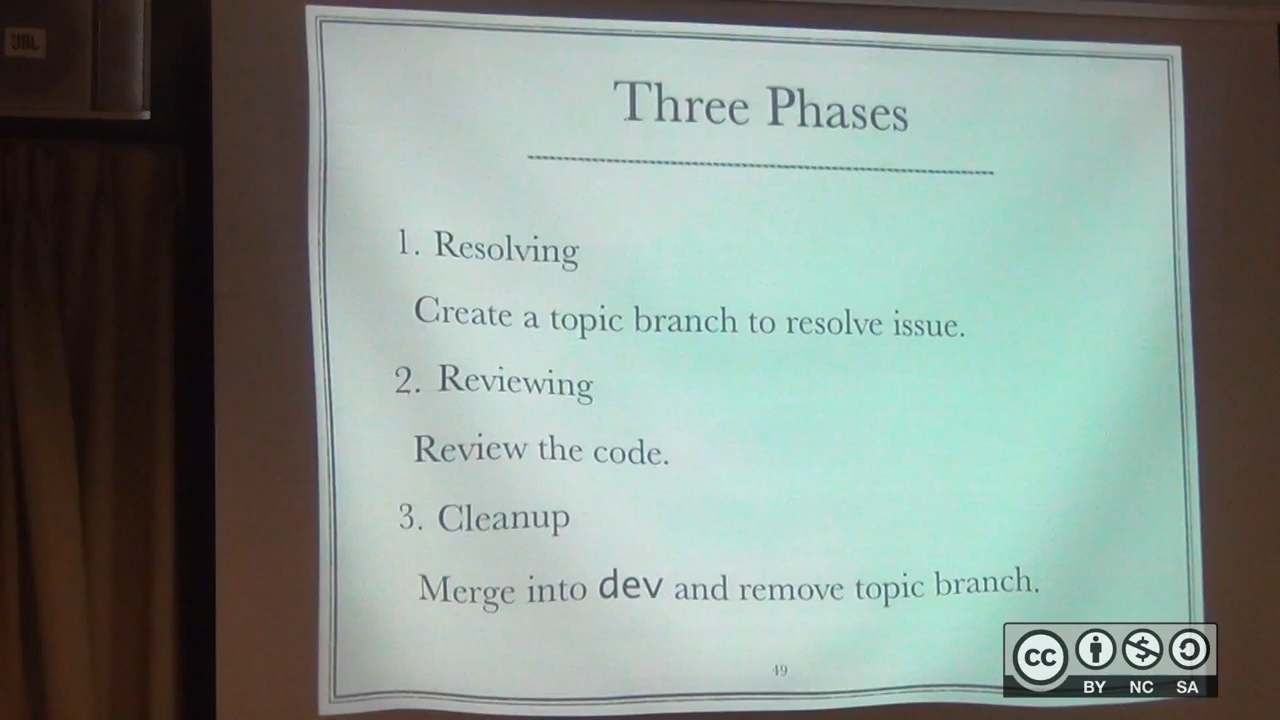 JBL
Three Phases
1. Resolving
Create a topic branch to resolve issue.
2. Reviewing
Review the code.
3. Cleanup
Merge into dev and remove topic branch.
49
cc
BY NC SA